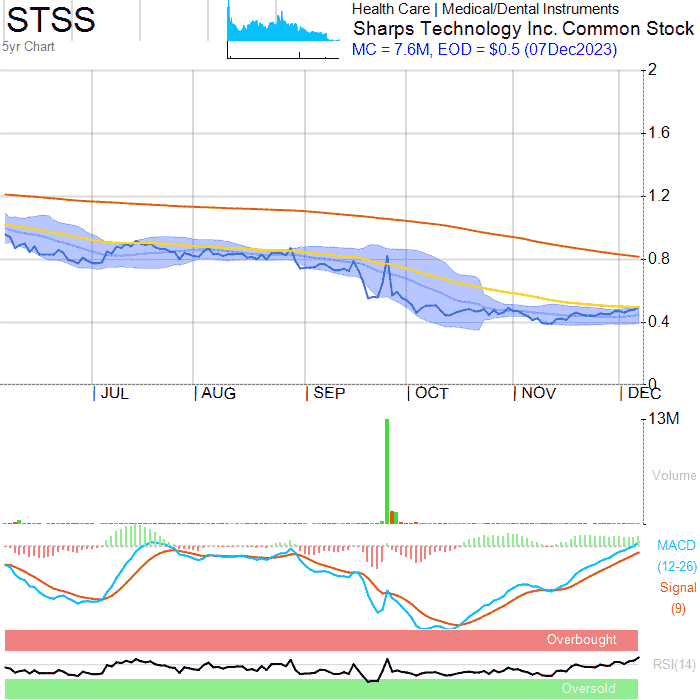 STSS
5yr Chart
Health Care | Medical/Dental Instruments
Sharps Technology Inc. Common Stock
MC = 7.6M, EOD = $0.5 (07Dec2023)
2
1.6
1.2
0.8
0.4
0
JUL AUG SEP OCT NOV DEC
13M
Volume
MACD
(12-26)
Signal
(9)
Overbought
RSI(14)
Oversold